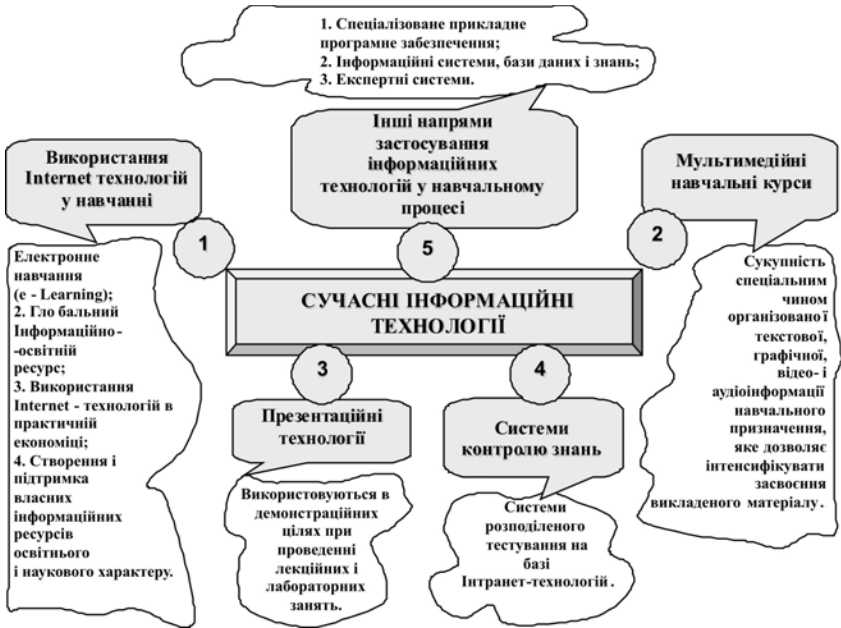 1. Спеціалізоване прикладне
програмне забезпечення;
2. Інформаційні системи, бази даних і знань;
3. Експертні системи.
Інші напрями
застосування
інформаційних
технологій у навчальному
процесі
5
Використання
Internet технологій
у навчанні
1
Електронне
навчання
(е - Learning);
2. Гло бальний
Інформаційно-
-освітній
ресурс;
3. Використання
Internet - технологій в
практичній
економіці;
4. Створення і
підтримка
власних
інформаційних
ресурсів
освітнього
і наукового характеру.
Мультимедійні
навчальні курси
2
Сукупність
спеціальним
чином
організованої
текстової,
графічної,
відео- і
аудіоінформації
навчального
призначення,
яке дозволяє
інтенсифікувати
засвоєння
викладеного матеріалу.
СУЧАСНІ ІНФОРМАЦІЙНІ
ТЕХНОЛОГІЇ
3
Презентаційні
технології
Використовуються в
демонстраційних
цілях при
проведенні
лекційних і
лабораторних
занять.
4
Системи
контролю знань
Системи
розподіленого
тестування на
базі
Інтранет-технологій.